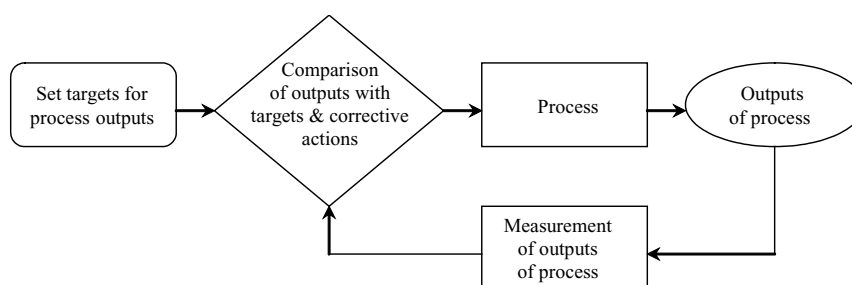 Set targets for
process outputs
Comparison
of outputs with
targets & corrective
actions
Process
Outputs
of process
Measurement
of outputs
of process